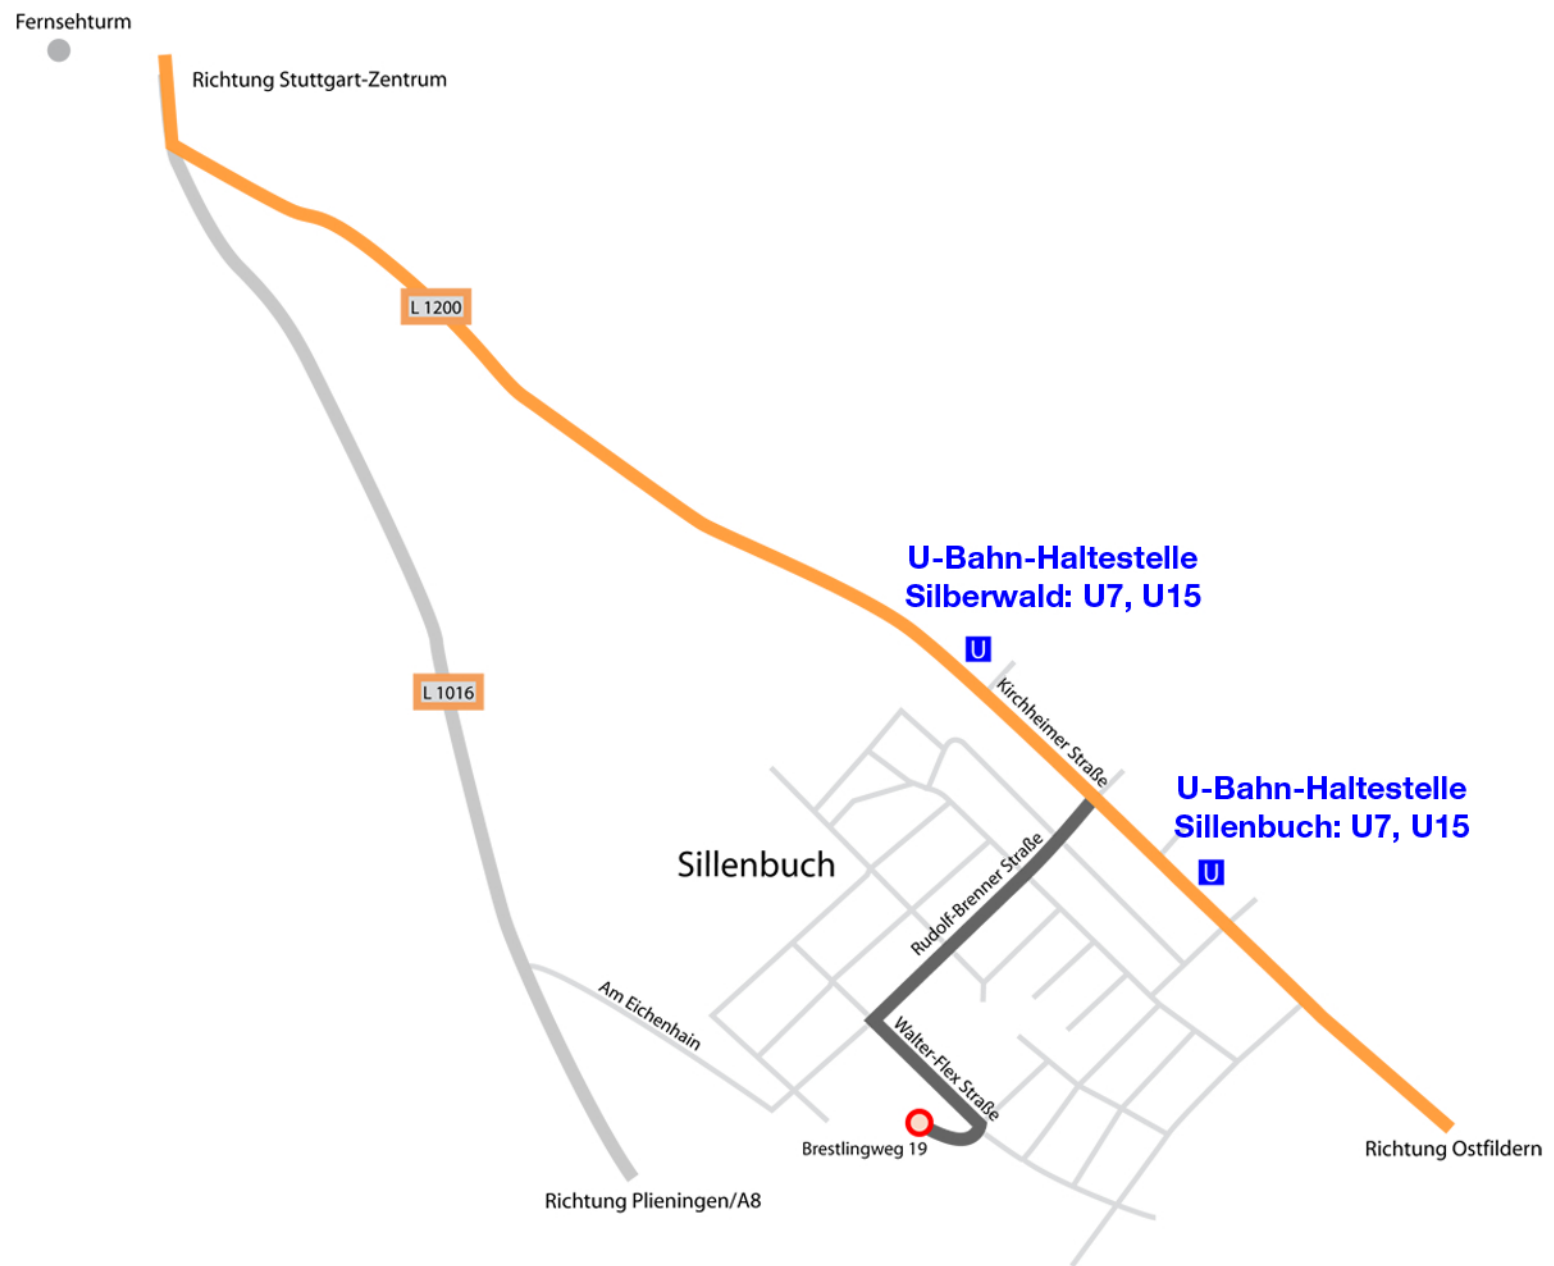 Fernsehturm
Richtung Stuttgart-Zentrum
L 1200
U-Bahn-Haltestelle
Silberwald: U7, U15
U
Kirchheimer Straße
L 1016
U-Bahn-Haltestelle
Sillenbuch: U7, U15
U
Sillenbuch
Rudolf-Brenner Straße
Am Eichenhain
Walter-Flex Straße
Brestlingweg 19
Richtung Ostfildern
Richtung Plieningen/A8